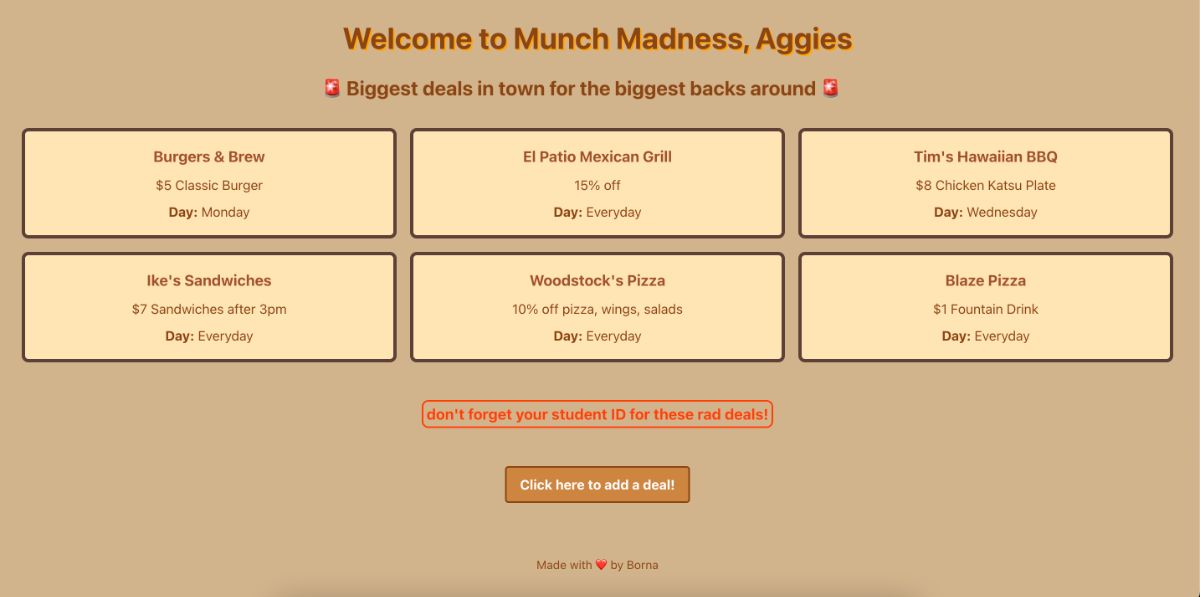 Welcome to Munch Madness, Aggies
🚨 Biggest deals in town for the biggest backs around 🚨
Burgers & Brew
$5 Classic Burger
Day: Monday
El Patio Mexican Grill
15% off
Day: Everyday
Tim's Hawaiian BBQ
$8 Chicken Katsu Plate
Day: Wednesday
Ike's Sandwiches
$7 Sandwiches after 3pm
Day: Everyday
Woodstock's Pizza
10% off pizza, wings, salads
Day: Everyday
Blaze Pizza
$1 Fountain Drink
Day: Everyday
don't forget your student ID for these rad deals!
Click here to add a deal!
Made with ❤️ by Borna